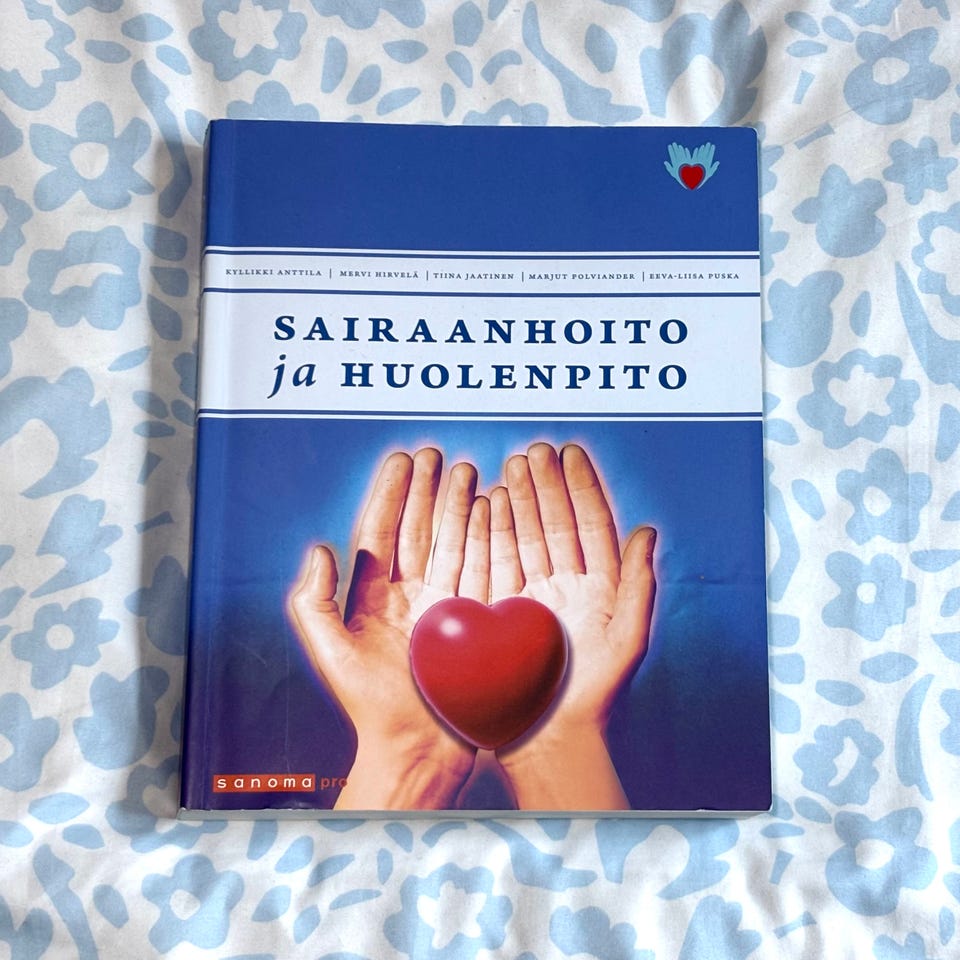 KYLLIKKI ANTTILA | MERVI HIRVELÄ | TIINA JAATINEN | MARJUT POLVIANDER | EEVA-LIISA PUSKA
SAIRAANHOITO
ja HUOLENPITO
sanoma pro